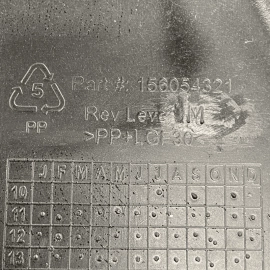 5
PP
Part#: 156054321
Rev Level: M
>PP+LGF30<
J F M A M J J A S O N D
10
11
12
13